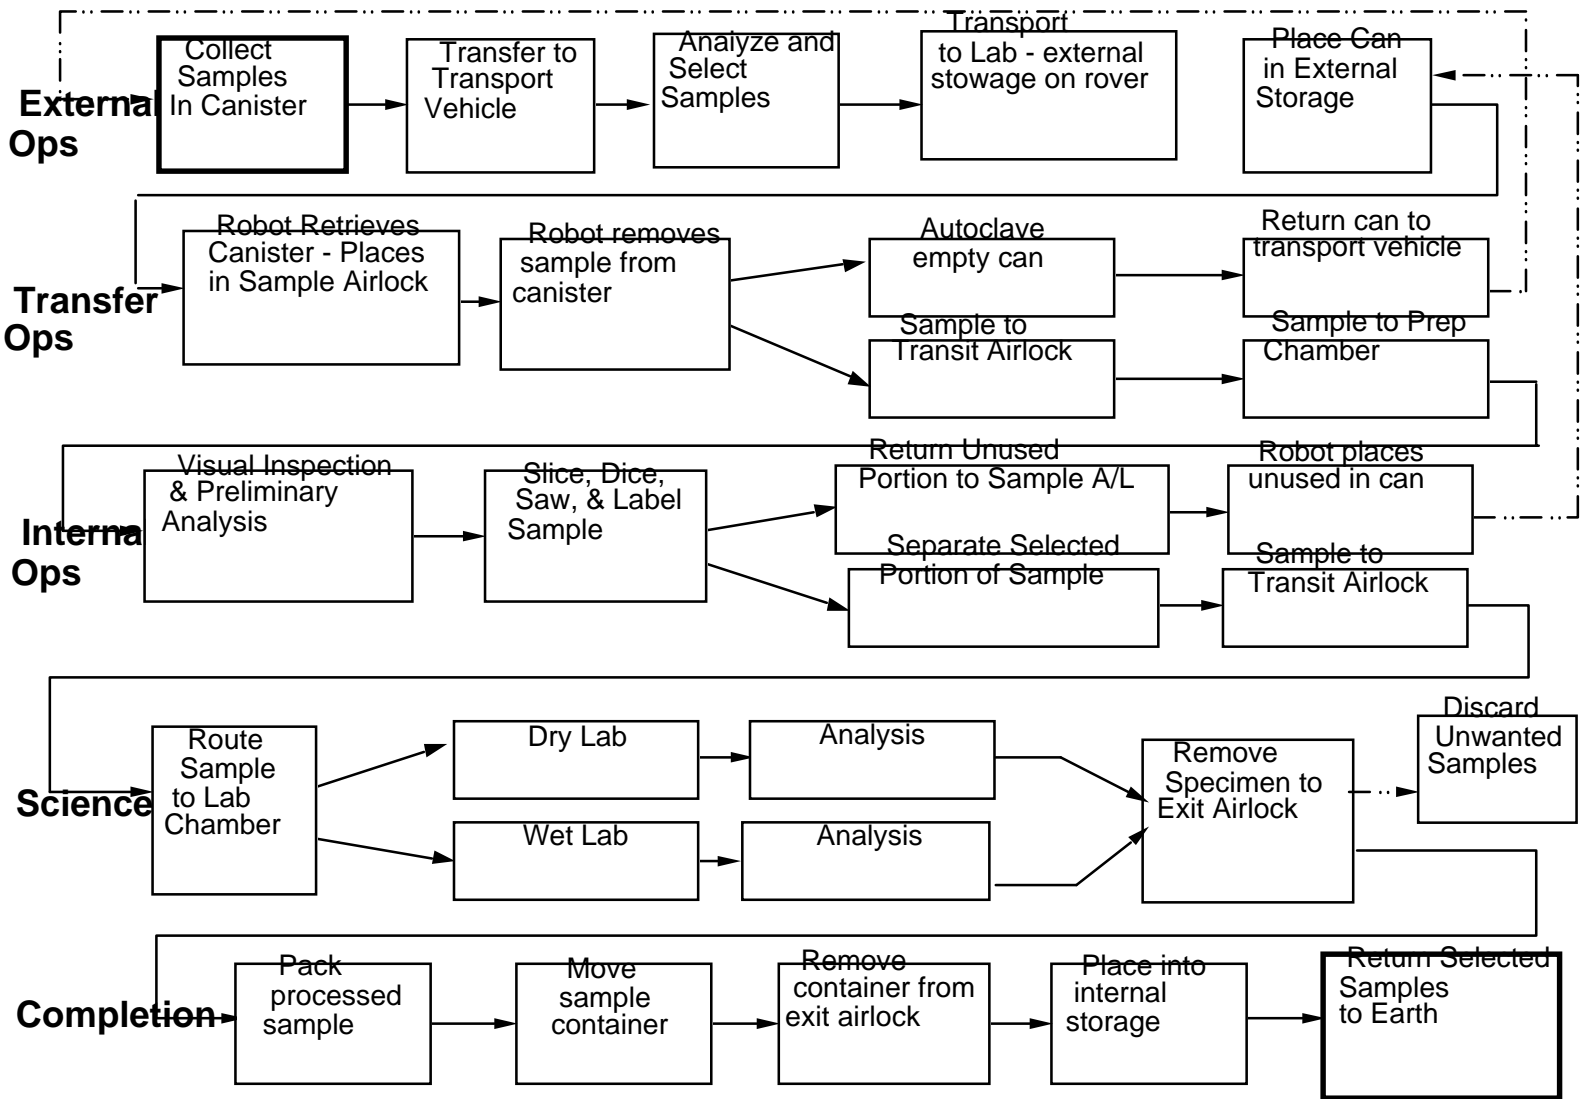 External
Ops
Collect
Samples
In Canister
Transfer to
Transport
Vehicle
Analyze and
Select
Samples
Transport
to Lab - external
stowage on rover
Place Can
in External
Storage
Transfer
Ops
Robot Retrieves
Canister - Places
in Sample Airlock
Robot removes
sample from
canister
Autoclave
empty can
Return can to
transport vehicle
Sample to
Transit Airlock
Sample to Prep
Chamber
Interna
Ops
Visual Inspection
& Preliminary
Analysis
Slice, Dice,
Saw, & Label
Sample
Return Unused
Portion to Sample A/L
Robot places
unused in can
Separate Selected
Portion of Sample
Sample to
Transit Airlock
Science
Route
Sample
to Lab
Chamber
Dry Lab
Analysis
Wet Lab
Analysis
Remove
Specimen to
Exit Airlock
Discard
Unwanted
Samples
Completion
Pack
processed
sample
Move
sample
container
Remove
container from
exit airlock
Place into
internal
storage
Return Selected
Samples
to Earth